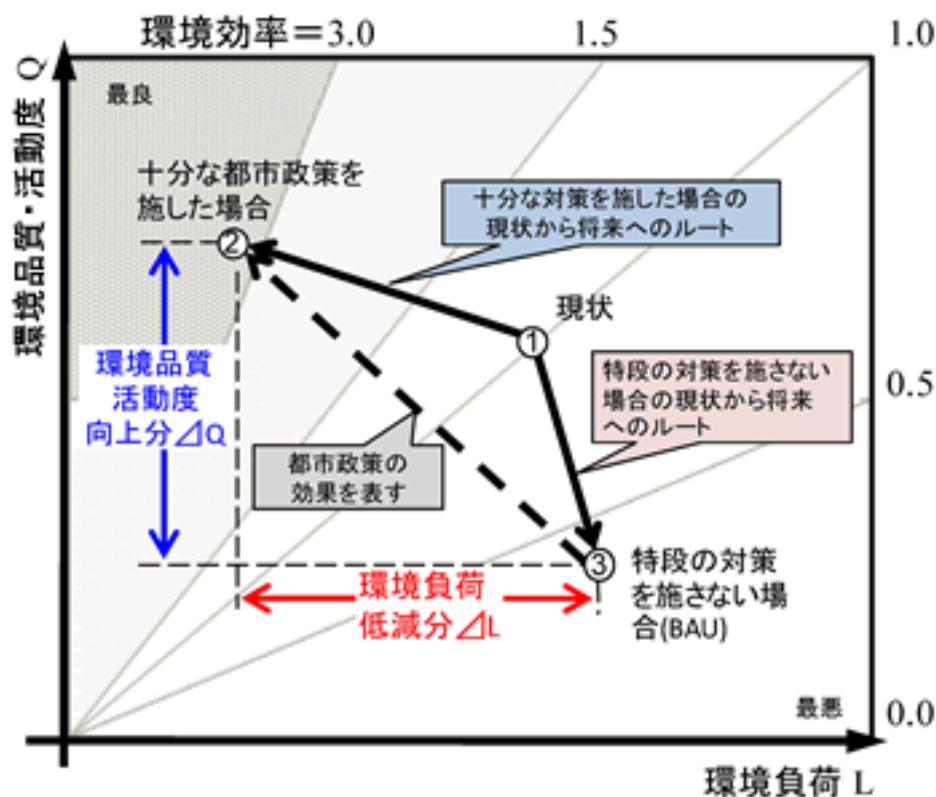 環境効率＝3.0
1.5
1.0
環境品質・活動度 Q
最良
十分な都市政策を
施した場合
②
十分な対策を施した場合の
現状から将来へのルート
現状
①
環境品質
活動度
向上分⊿Q
特段の対策を施さない
場合の現状から将来
へのルート
0.5
都市政策の
効果を表す
③
特段の対策
を施さない場
合(BAU)
環境負荷
低減分⊿L
最悪
0.0
環境負荷 L